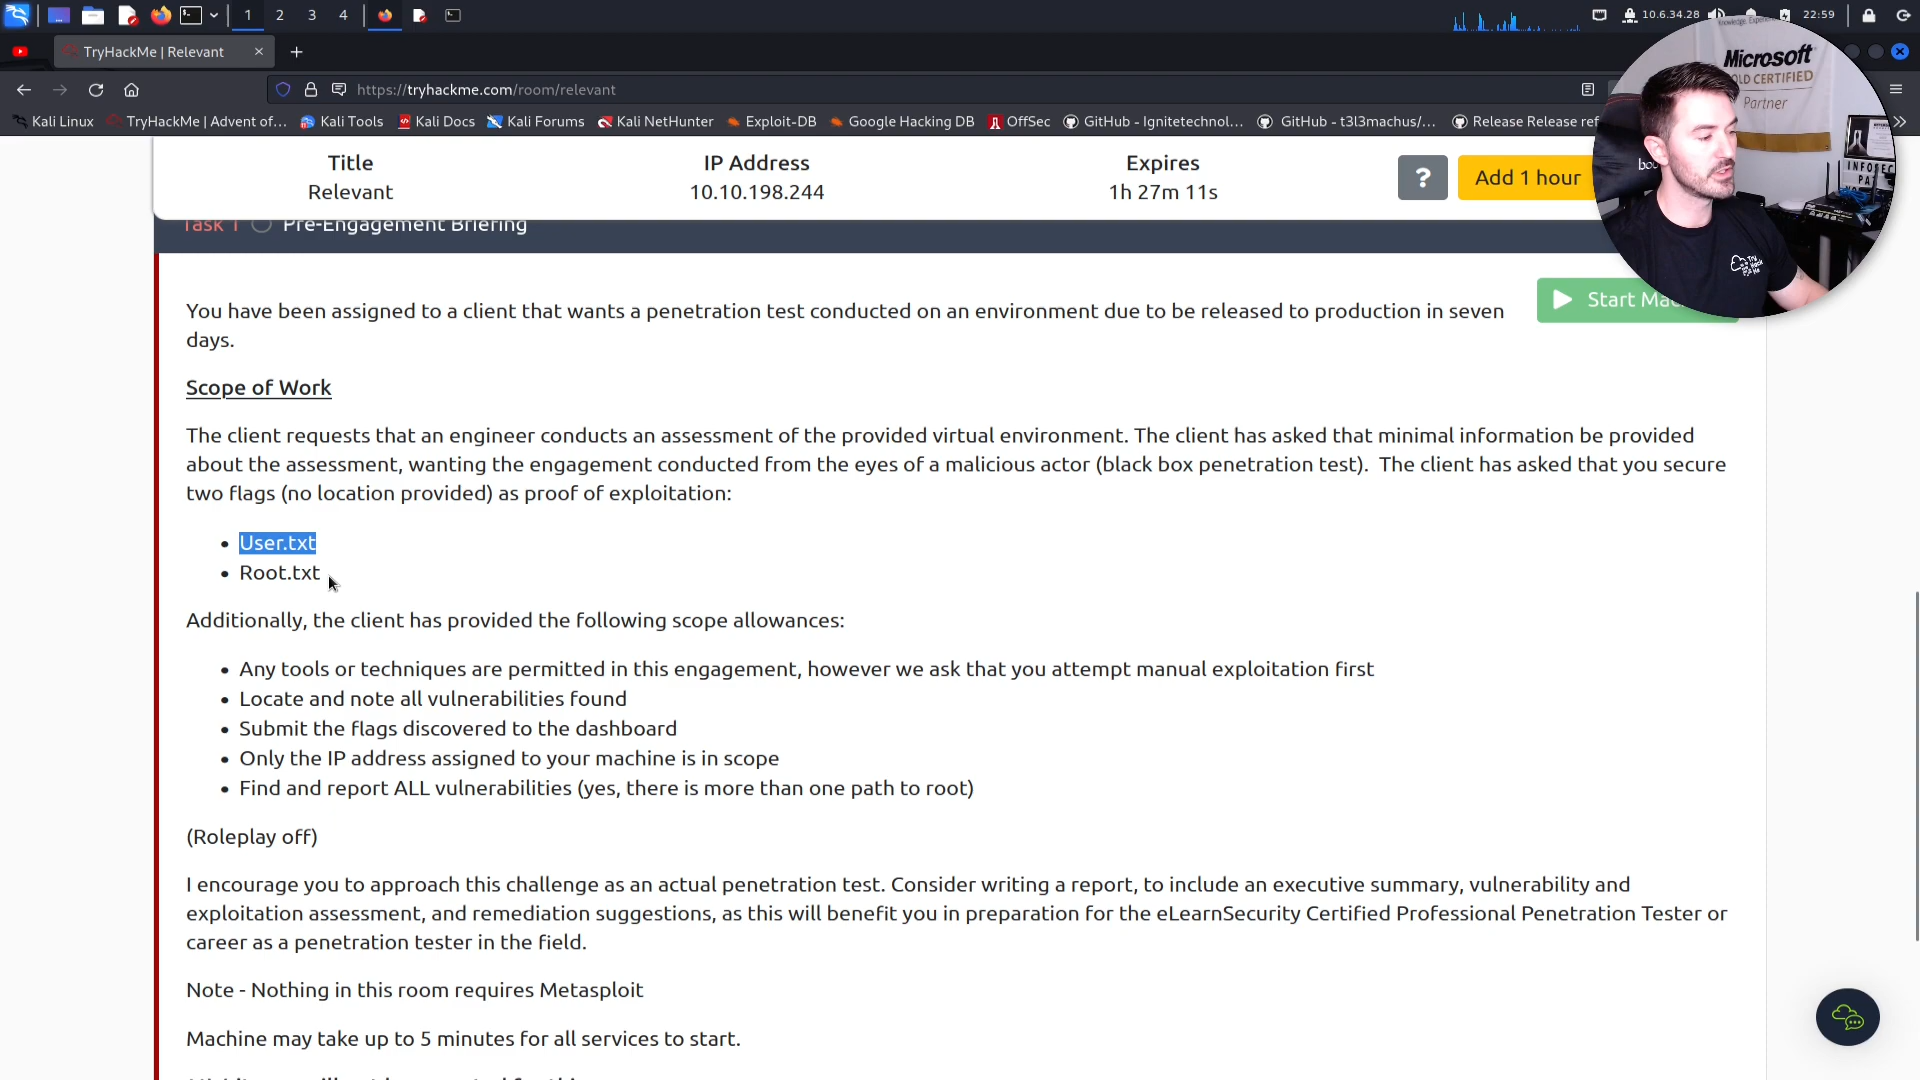 1 2 3 4
10.6.34.28
22:59
TryHackMe | Relevant
https://tryhackme.com/room/relevant
Kali Linux
TryHackMe | Advent of...
Kali Tools
Kali Docs
Kali Forums
Kali NetHunter
Exploit-DB
Google Hacking DB
OffSec
GitHub - Ignitetechnol...
GitHub - t3l3machus/...
Release Release ref
Microsoft
OLD CERTIFIED
Partner
Title
IP Address
Expires
Relevant
10.10.198.244
1h 27m 11s
?
Add 1 hour
Task 1
Pre-Engagement Briefing
Start Mac
You have been assigned to a client that wants a penetration test conducted on an environment due to be released to production in seven
days.
Scope of Work
The client requests that an engineer conducts an assessment of the provided virtual environment. The client has asked that minimal information be provided
about the assessment, wanting the engagement conducted from the eyes of a malicious actor (black box penetration test).  The client has asked that you secure
two flags (no location provided) as proof of exploitation:
• User.txt
• Root.txt
Additionally, the client has provided the following scope allowances:
• Any tools or techniques are permitted in this engagement, however we ask that you attempt manual exploitation first
• Locate and note all vulnerabilities found
• Submit the flags discovered to the dashboard
• Only the IP address assigned to your machine is in scope
• Find and report ALL vulnerabilities (yes, there is more than one path to root)
(Roleplay off)
I encourage you to approach this challenge as an actual penetration test. Consider writing a report, to include an executive summary, vulnerability and
exploitation assessment, and remediation suggestions, as this will benefit you in preparation for the eLearnSecurity Certified Professional Penetration Tester or
career as a penetration tester in the field.
Note - Nothing in this room requires Metasploit
Machine may take up to 5 minutes for all services to start.